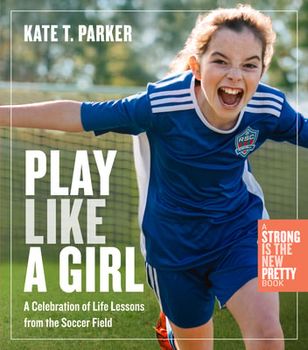 KATE T. PARKER
RSC
PLAY
LIKE
A GIRL
A Celebration of Life Lessons
from the Soccer Field
A
STRONG
IS THE
NEW
PRETTY
BOOK